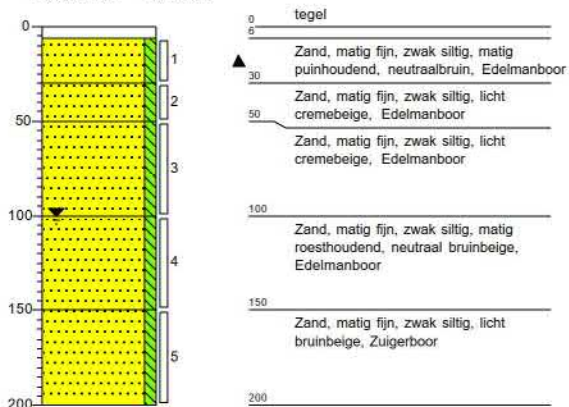 0
50
100
150
200
1
2
3
4
5
0
tegel
6
Zand, matig fijn, zwak siltig, matig
puinhoudend, neutraalbruin, Edelmanboor
30
Zand, matig fijn, zwak siltig, licht
cremebeige, Edelmanboor
50
Zand, matig fijn, zwak siltig, licht
cremebeige, Edelmanboor
100
Zand, matig fijn, zwak siltig, matig
roesthoudend, neutraal bruinbeige,
Edelmanboor
150
Zand, matig fijn, zwak siltig, licht
bruinbeige, Zuigerboor
200